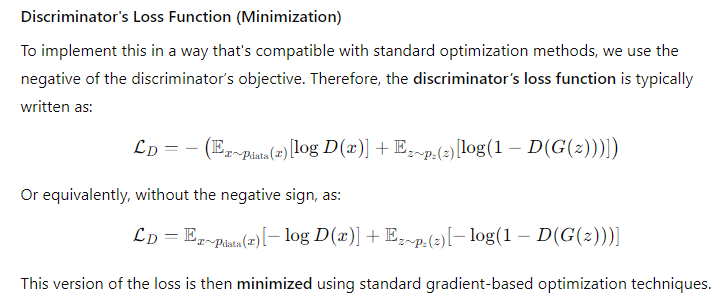 Discriminator's Loss Function (Minimization)
To implement this in a way that's compatible with standard optimization methods, we use the
negative of the discriminator's objective. Therefore, the discriminator's loss function is typically
written as:
$\mathcal{L}_D = -\left(\mathbb{E}_{x \sim p_{\text{data}}(x)}[\log D(x)] + \mathbb{E}_{z \sim p_z(z)}[\log(1 - D(G(z)))]\right)$
Or equivalently, without the negative sign, as:
$\mathcal{L}_D = \mathbb{E}_{x \sim p_{\text{data}}(x)}[-\log D(x)] + \mathbb{E}_{z \sim p_z(z)}[-\log(1 - D(G(z)))]$
This version of the loss is then minimized using standard gradient-based optimization techniques.